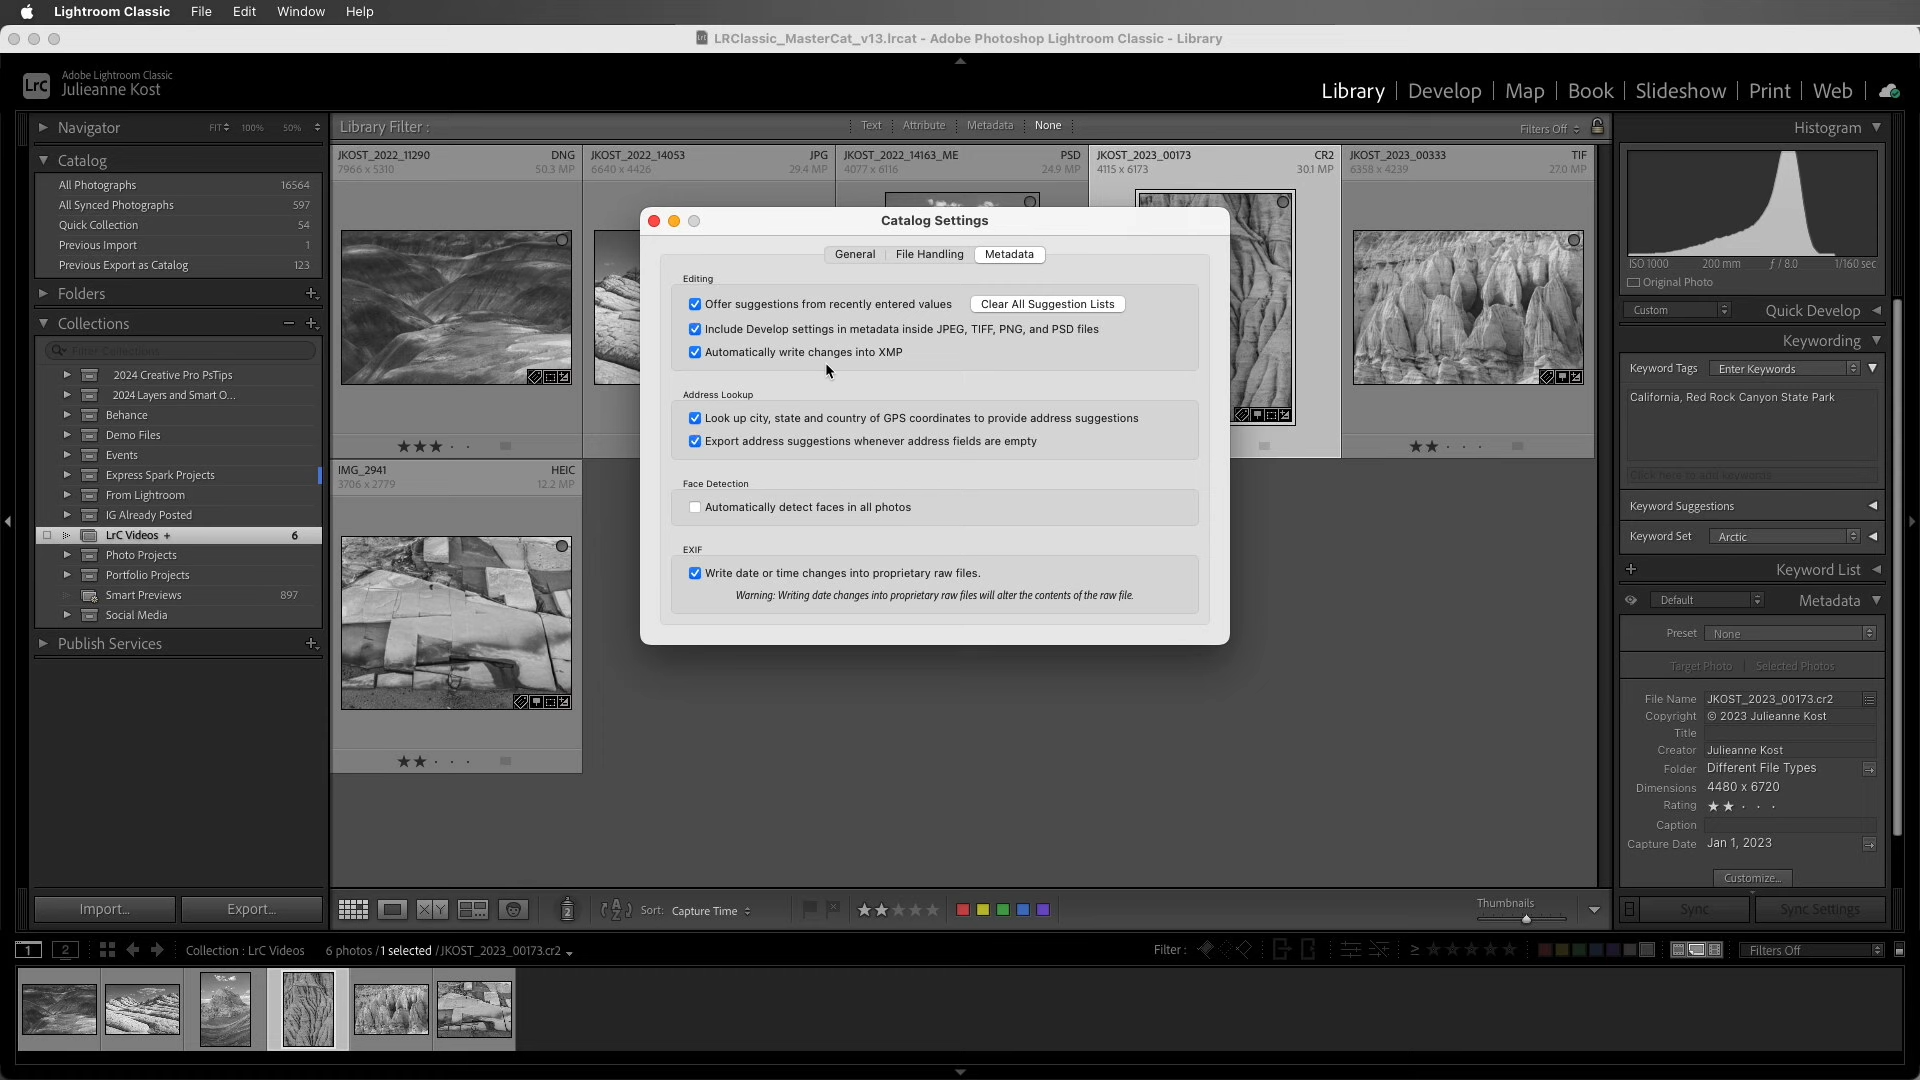 Lightroom Classic File Edit Window Help
LRClassic_MasterCat_v13.lrcat - Adobe Photoshop Lightroom Classic - Library
LrC
Adobe Lightroom Classic
Julieanne Kost
Library | Develop | Map | Book | Slideshow | Print | Web |
Navigator FIT 100% 50%
Library Filter : Text Attribute Metadata None Filters Off
Histogram
Catalog
All Photographs 16564
All Synced Photographs 597
Quick Collection 54
Previous Import 1
Previous Export as Catalog 123
Folders
Collections
Filter Collections
2024 Creative Pro PsTips
2024 Layers and Smart O...
Behance
Demo Files
Events
Express Spark Projects
From Lightroom
IG Already Posted
LrC Videos + 6
Photo Projects
Portfolio Projects
Smart Previews 897
Social Media
Publish Services
Import... Export...
JKOST_2022_11290 DNG
7966 x 5310 50.3 MP
JKOST_2022_14053 JPG
6640 x 4426 29.4 MP
JKOST_2022_14163_ME PSD
4077 x 6116 24.9 MP
JKOST_2023_00173 CR2
4115 x 6173 30.1 MP
JKOST_2023_00333 TIF
6358 x 4239 27.0 MP
IMG_2941 HEIC
3706 x 2779 12.2 MP
Catalog Settings
General File Handling Metadata
Editing
Offer suggestions from recently entered values Clear All Suggestion Lists
Include Develop settings in metadata inside JPEG, TIFF, PNG, and PSD files
Automatically write changes into XMP
Address Lookup
Look up city, state and country of GPS coordinates to provide address suggestions
Export address suggestions whenever address fields are empty
Face Detection
Automatically detect faces in all photos
EXIF
Write date or time changes into proprietary raw files.
Warning: Writing date changes into proprietary raw files will alter the contents of the raw file.
ISO 1000 200 mm ƒ / 8.0 1/160 sec
Original Photo
Custom Quick Develop
Keywording
Keyword Tags Enter Keywords
California, Red Rock Canyon State Park
Click here to add keywords
Keyword Suggestions
Keyword Set Arctic
+ Keyword List
Default Metadata
Preset None
Target Photo | Selected Photos
File Name JKOST_2023_00173.cr2
Copyright © 2023 Julieanne Kost
Title
Creator Julieanne Kost
Folder Different File Types
Dimensions 4480 x 6720
Rating ★★ · · ·
Caption
Capture Date Jan 1, 2023
Customize...
Sync Sync Settings
X Y 2 Sort: Capture Time Thumbnails
1 2 Collection : LrC Videos 6 photos / 1 selected / JKOST_2023_00173.cr2 Filter : ≥ Filters Off